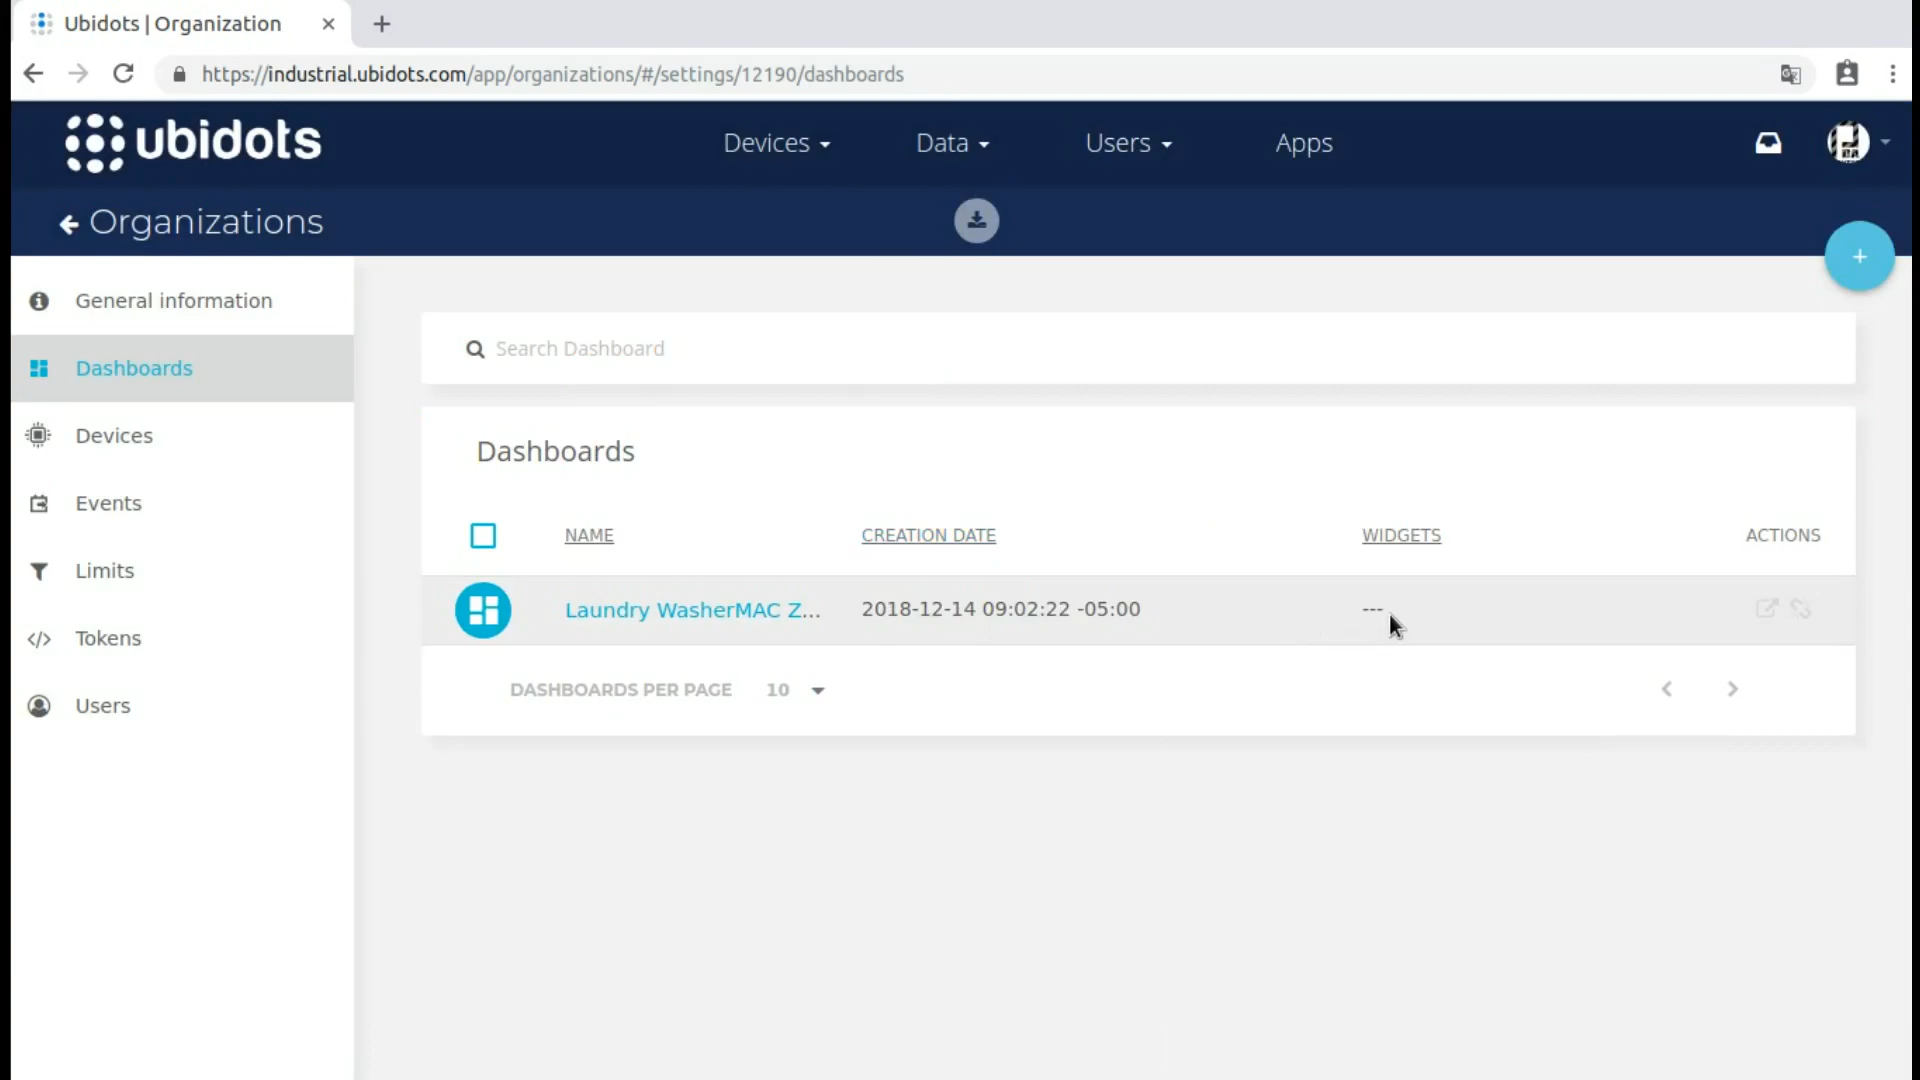 Ubidots | Organization
https://industrial.ubidots.com/app/organizations/#/settings/12190/dashboards
ubidots
Devices
Data
Users
Apps
Organizations
General information
Dashboards
Devices
Events
Limits
Tokens
Users
Search Dashboard
Dashboards
NAME
CREATION DATE
WIDGETS
ACTIONS
Laundry WasherMAC Z...
2018-12-14 09:02:22 -05:00
---
DASHBOARDS PER PAGE 10